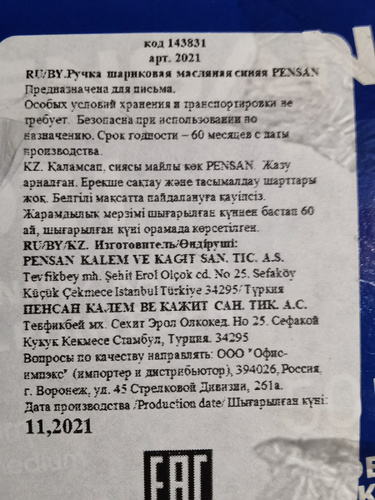 код 143831
арт. 2021
RU/BY.Ручка шариковая масляная синяя PENSAN
Предназначена для письма.
Особых условий хранения и транспортировки не
требует. Безопасна при использовании по
назначению. Срок годности – 60 месяцев с даты
производства.
KZ. Каламсап, сиясы майлы көк PENSAN. Жазу
арналған. Ерекше сақтау және тасымалдау шарттары
жоқ. Белгілі мақсатта пайдалануға қауіпсіз.
Жарамдылық мерзімі шығарылған күннен бастап 60
ай, шығарылған күні орамада көрсетілген.
RU/BY/KZ. Изготовитель/Өндіруші:
PENSAN KALEM VE KAGIT SAN. TIC. A.S.
Tevfikbey mh. Şehit Erol Olçok cd. No 25. Sefaköy
Küçük Çekmece Istanbul Türkiye 34295/Түркия
ПЕНСАН КАЛЕМ ВЕ КАЖИТ САН. ТИК. А.С.
Тевфикбей мх. Сехит Эрол Олкокед. Но 25. Сефакой
Кукук Кекмесе Стамбул, Турция. 34295
Вопросы по качеству направлять: ООО "Офис-
импэкс" (импортер и дистрибьютор), 394026, Россия,
г. Воронеж, ул. 45 Стрелковой Дивизии, 261а.
Дата производства /Production date/ Шығарылған күні:
11,2021
EAC